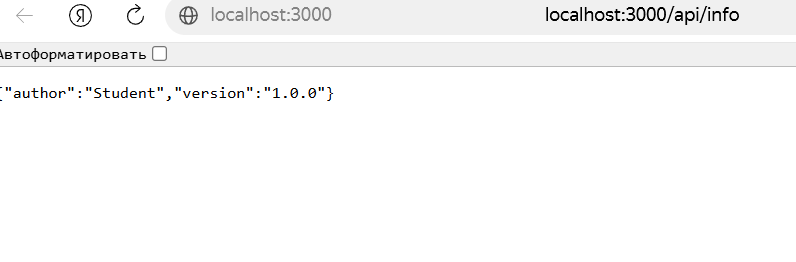 Я localhost:3000 localhost:3000/api/info
Автоформатировать
{"author":"Student","version":"1.0.0"}